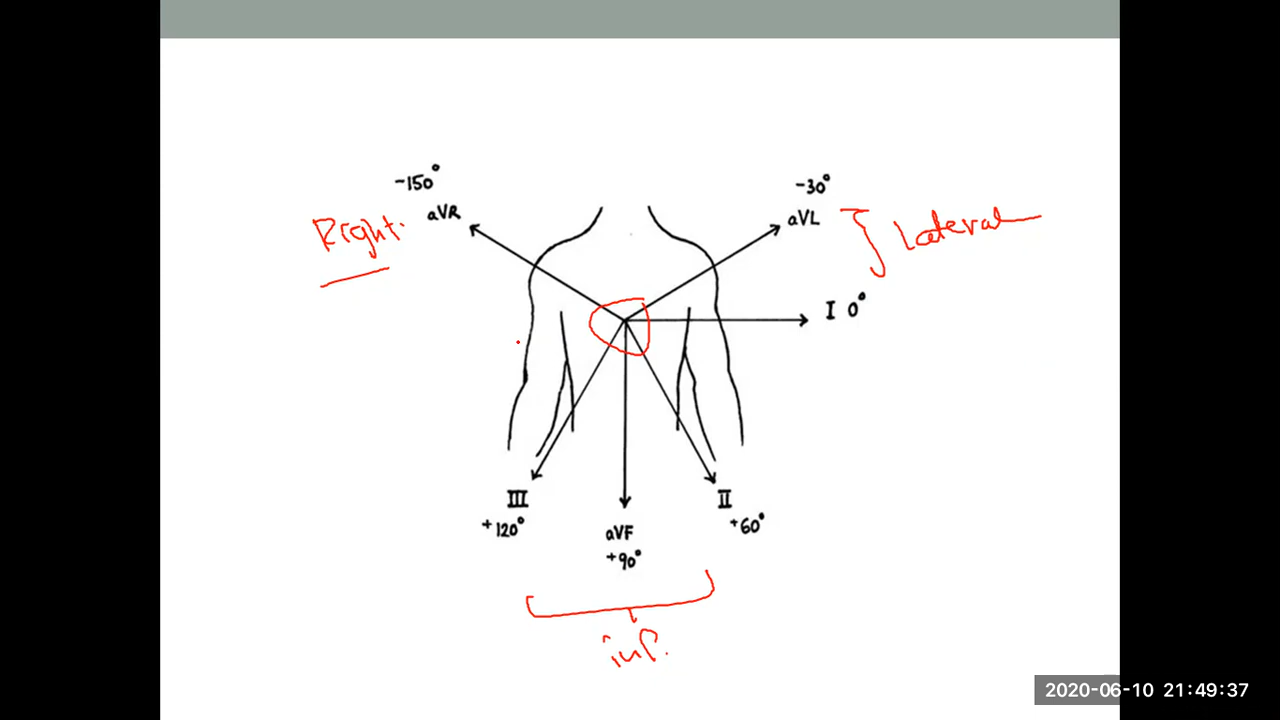 -150°
aVR
Right.
-30°
aVL
Lateral
I 0°
III
+120°
aVF
+90°
II
+60°
inf.
2020-06-10 21:49:37